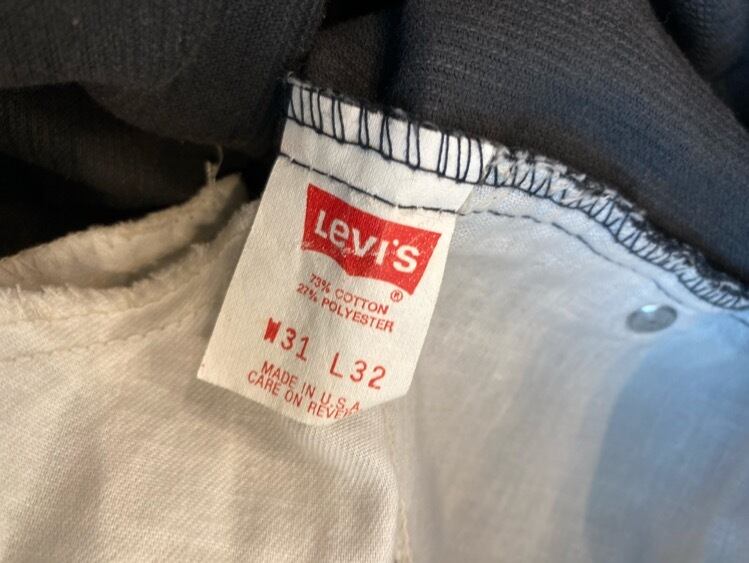 Levi's
®
73% COTTON
27% POLYESTER
W31 L32
MADE IN U.S.A.
CARE ON